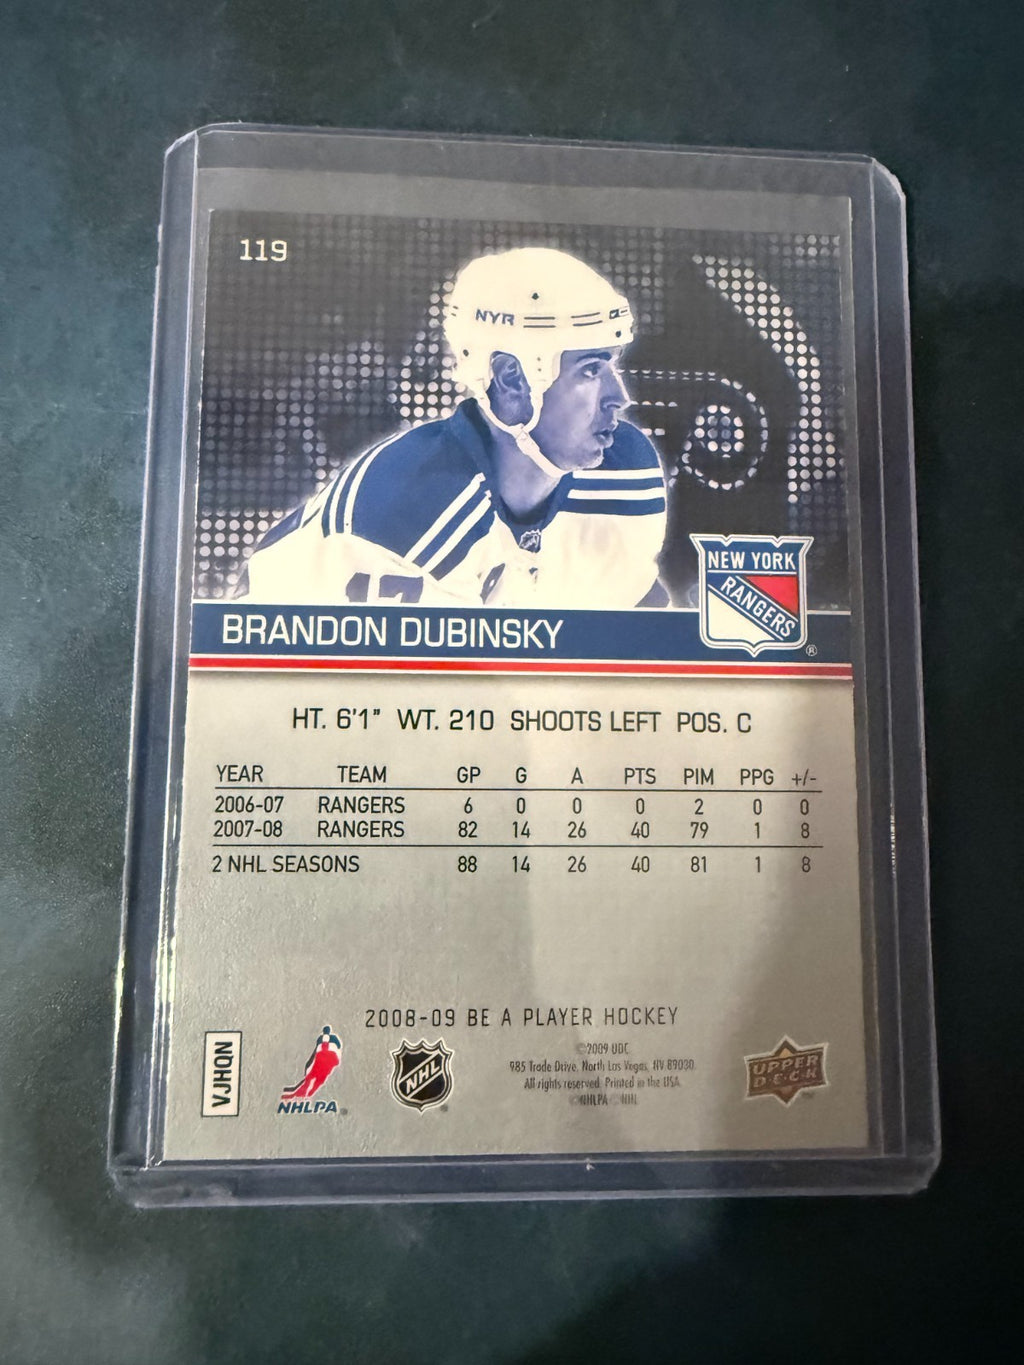 119
NYR
17
NEW YORK
RANGERS
BRANDON DUBINSKY
®
HT. 6'1" WT. 210 SHOOTS LEFT POS. C
YEAR TEAM GP G A PTS PIM PPG +/-
2006-07 RANGERS 6 0 0 0 2 0 0
2007-08 RANGERS 82 14 26 40 79 1 8
2 NHL SEASONS 88 14 26 40 81 1 8
2008-09 BE A PLAYER HOCKEY
VJHQN
NHLPA®
NHL®
©2009 UDC
985 Trade Drive, North Las Vegas, NV 89030.
All rights reserved. Printed in the USA.
©NHLPA ©NHL
UPPER
DECK